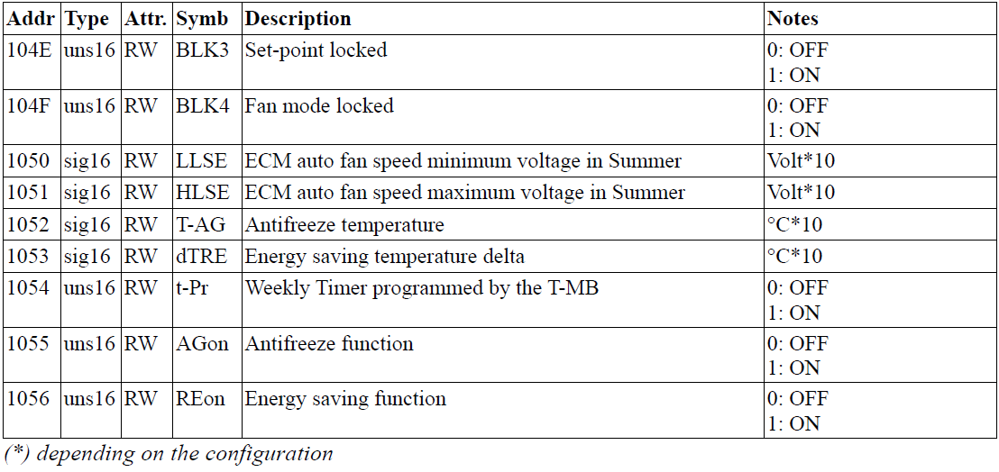 Addr Type Attr. Symb Description Notes
104E uns16 RW BLK3 Set-point locked 0: OFF
1: ON
104F uns16 RW BLK4 Fan mode locked 0: OFF
1: ON
1050 sig16 RW LLSE ECM auto fan speed minimum voltage in Summer Volt*10
1051 sig16 RW HLSE ECM auto fan speed maximum voltage in Summer Volt*10
1052 sig16 RW T-AG Antifreeze temperature °C*10
1053 sig16 RW dTRE Energy saving temperature delta °C*10
1054 uns16 RW t-Pr Weekly Timer programmed by the T-MB 0: OFF
1: ON
1055 uns16 RW AGon Antifreeze function 0: OFF
1: ON
1056 uns16 RW REon Energy saving function 0: OFF
1: ON
(*) depending on the configuration